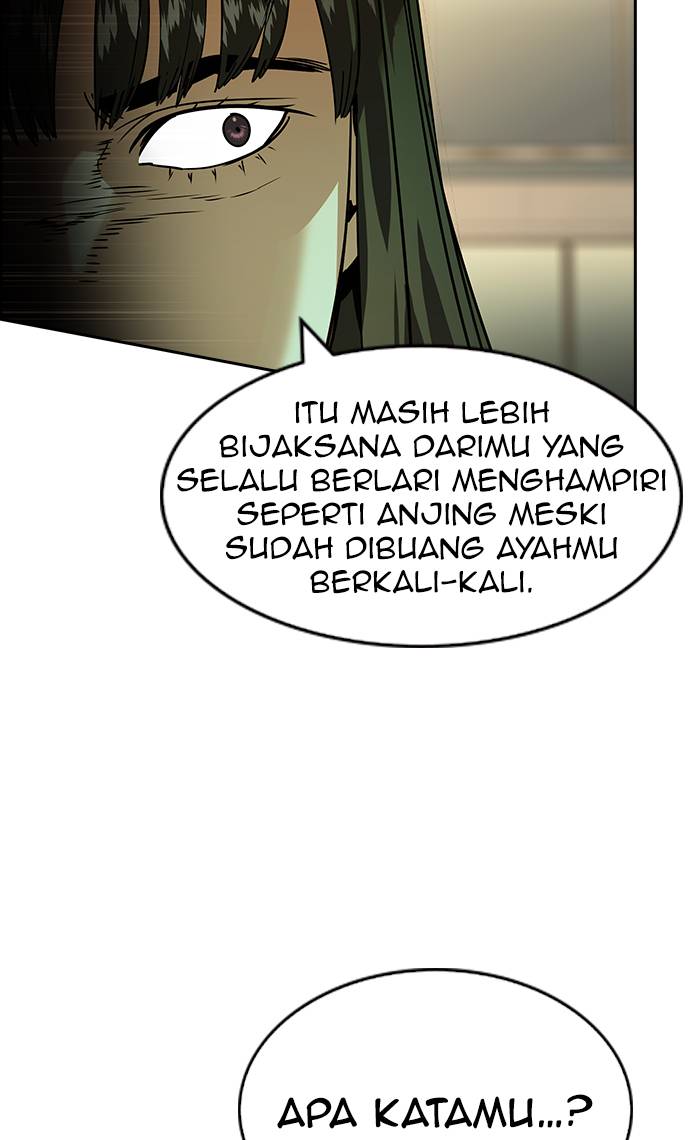 ITU MASIH LEBIH
BIJAKSANA DARIMU YANG
SELALU BERLARI MENGHAMPIRI
SEPERTI ANJING MESKI
SUDAH DIBUANG AYAHMU
BERKALI-KALI.
APA KATAMU...?